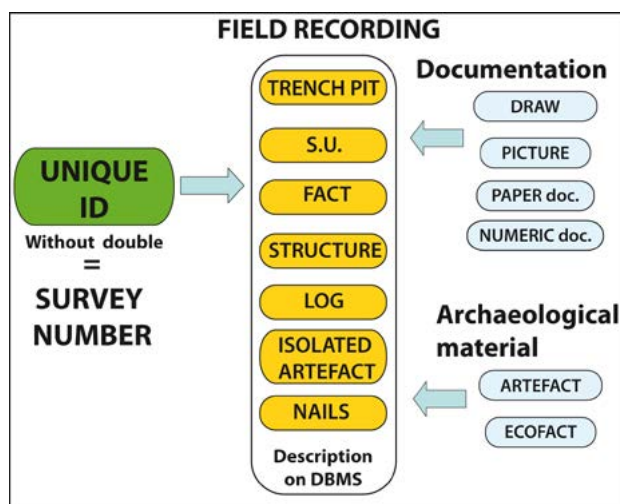 FIELD RECORDING
UNIQUE
ID
Without double
=
SURVEY
NUMBER
TRENCH PIT
S.U.
FACT
STRUCTURE
LOG
ISOLATED
ARTEFACT
NAILS
Description
on DBMS
Documentation
DRAW
PICTURE
PAPER doc.
NUMERIC doc.
Archaeological
material
ARTEFACT
ECOFACT